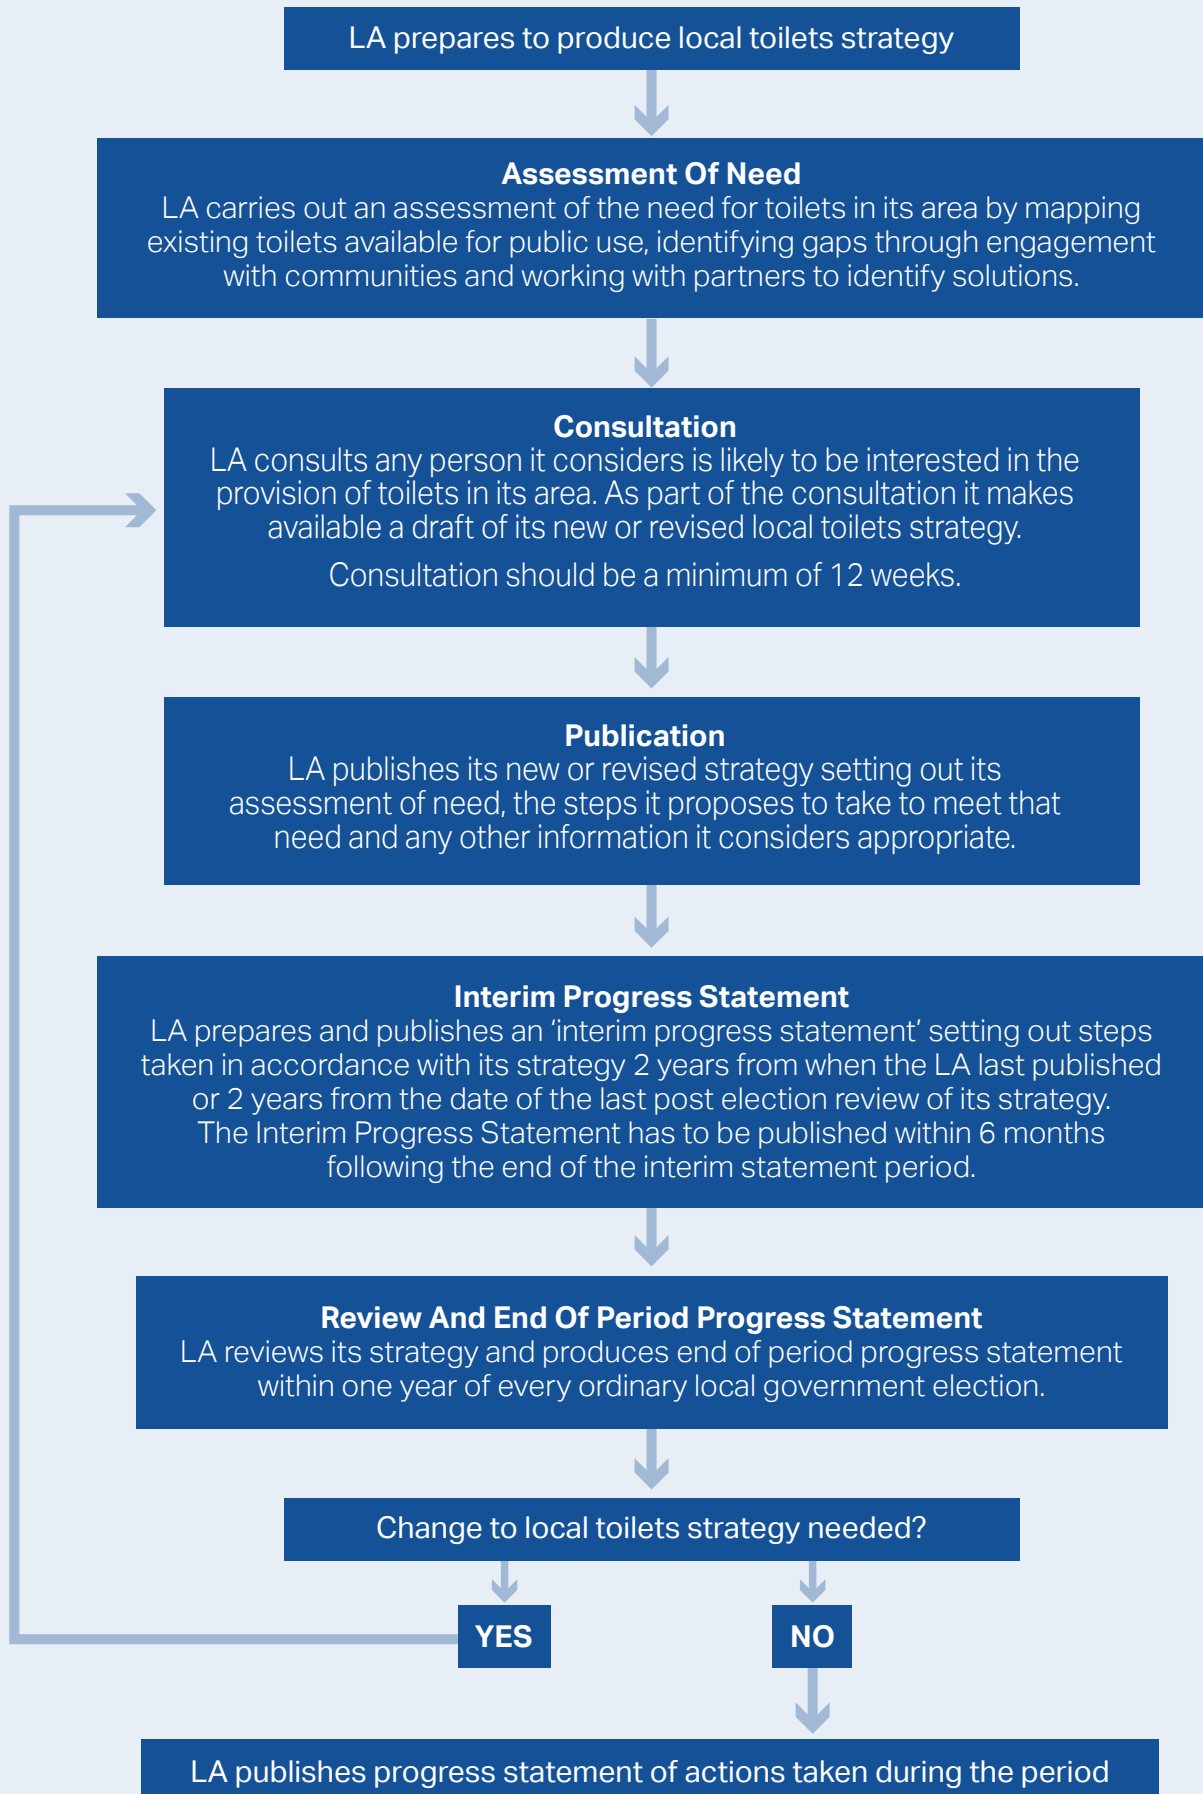 LA prepares to produce local toilets strategy
Assessment Of Need
LA carries out an assessment of the need for toilets in its area by mapping
existing toilets available for public use, identifying gaps through engagement
with communities and working with partners to identify solutions.
Consultation
LA consults any person it considers is likely to be interested in the
provision of toilets in its area. As part of the consultation it makes
available a draft of its new or revised local toilets strategy.
Consultation should be a minimum of 12 weeks.
Publication
LA publishes its new or revised strategy setting out its
assessment of need, the steps it proposes to take to meet that
need and any other information it considers appropriate.
Interim Progress Statement
LA prepares and publishes an ‘interim progress statement’ setting out steps
taken in accordance with its strategy 2 years from when the LA last published
or 2 years from the date of the last post election review of its strategy.
The Interim Progress Statement has to be published within 6 months
following the end of the interim statement period.
Review And End Of Period Progress Statement
LA reviews its strategy and produces end of period progress statement
within one year of every ordinary local government election.
Change to local toilets strategy needed?
YES
NO
LA publishes progress statement of actions taken during the period